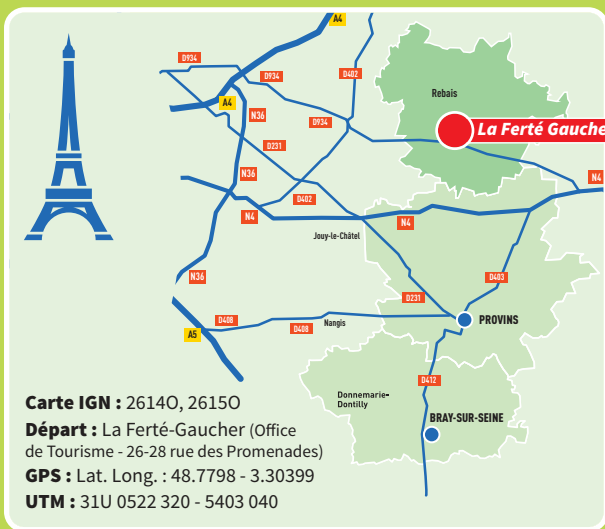 A4
D934
D402
D934
A4
Rebais
N36
D934
La Ferté Gauche
D231
N36
N4
D402
N4
N4
Jouy-le-Châtel
N36
D403
D231
D408
Nangis
PROVINS
A5
D408
D412
Donnemarie-
Dontilly
BRAY-SUR-SEINE
Carte IGN : 2614O, 2615O
Départ : La Ferté-Gaucher (Office
de Tourisme - 26-28 rue des Promenades)
GPS : Lat. Long. : 48.7798 - 3.30399
UTM : 31U 0522 320 - 5403 040